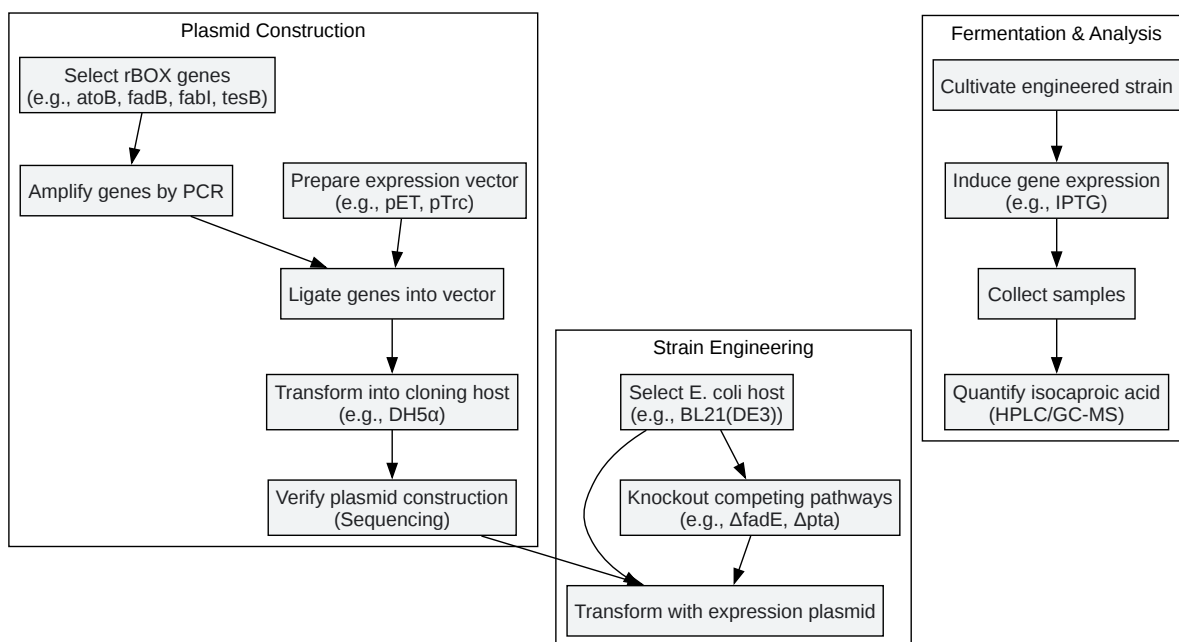 Plasmid Construction
Select rBOX genes
(e.g., atoB, fadB, fabI, tesB)
Amplify genes by PCR
Prepare expression vector
(e.g., pET, pTrc)
Ligate genes into vector
Transform into cloning host
(e.g., DH5α)
Verify plasmid construction
(Sequencing)
Strain Engineering
Select E. coli host
(e.g., BL21(DE3))
Knockout competing pathways
(e.g., ΔfadE, Δpta)
Transform with expression plasmid
Fermentation & Analysis
Cultivate engineered strain
Induce gene expression
(e.g., IPTG)
Collect samples
Quantify isocaproic acid
(HPLC/GC-MS)